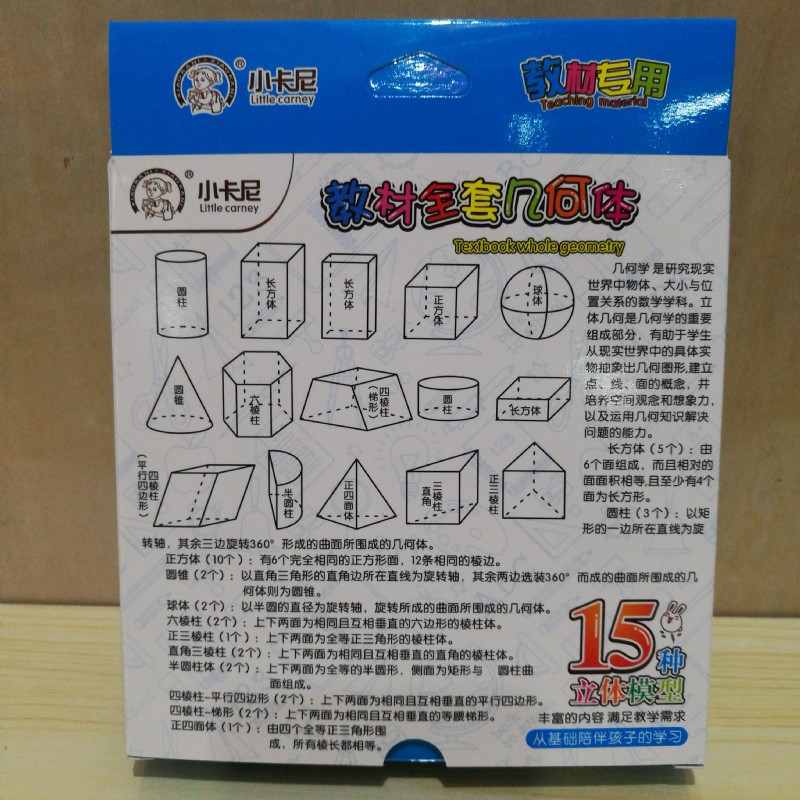 小卡尼
Little carney
教材专用
Teaching material
小卡尼
Little carney
教材全套几何体
Textbook whole geometry
圆柱
长方体
长方体
正方体
球体
圆锥
六棱柱
四棱柱
(梯形)
圆柱
长方体
四棱柱
(平行四边形)
半圆柱
正四面体
直角
三棱柱
正三棱柱
几何学 是研究现实
世界中物体、大小与位
置关系的数学学科。立
体几何是几何学的重要
组成部分，有助于学生
从现实世界中的具体实
物抽象出几何图形,建立
点、线、面的概念，并
培养空间观念和想象力,
以及运用几何知识解决
问题的能力。
长方体（5个）：由
6个面组成，而且相对的
面面积相等,且至少有4个
面为长方形。
圆柱（3个）：以矩
形的一边所在直线为旋
转轴，其余三边旋转360°形成的曲面所围成的几何体。
正方体（10个）：有6个完全相同的正方形面，12条相同的棱边。
圆锥（2个）：以直角三角形的直角边所在直线为旋转轴，其余两边选装360°而成的曲面所围成的几
何体则为圆锥。
球体（2个）：以半圆的直径为旋转轴，旋转所成的曲面所围成的几何体。
六棱柱（2个）：上下两面为相同且互相垂直的六边形的棱柱体。
正三棱柱（1个）：上下两面为全等正三角形的棱柱体。
直角三棱柱（2个）：上下两面为相同且互相垂直的直角的棱柱体。
半圆柱体（2个）：上下两面为全等的半圆形，侧面为矩形与 圆柱曲
面组成。
四棱柱-平行四边形（2个）：上下两面为相同且互相垂直的平行四边形。
四棱柱-梯形（2个）：上下两面为相同且互相垂直的等腰梯形。
正四面体（1个）：由四个全等正三角形围
成，所有棱长都相等。
15种
立体模型
丰富的内容 满足教学需求
从基础陪伴孩子的学习